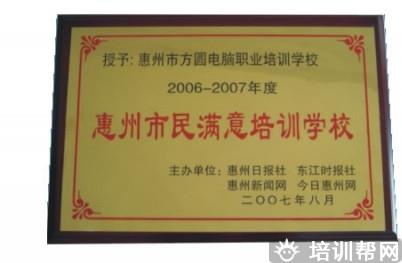 授予:惠州市方圆电脑职业培训学校
2006-2007年度
惠州市民满意培训学校
主办单位:惠州日报社 东江时报社
惠州新闻网 今日惠州网
二〇〇七年八月
培训帮网